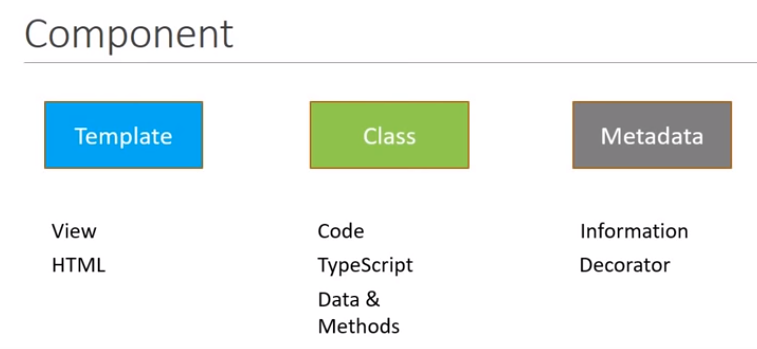 Component
Template
Class
Metadata
View
HTML
Code
TypeScript
Data &
Methods
Information
Decorator